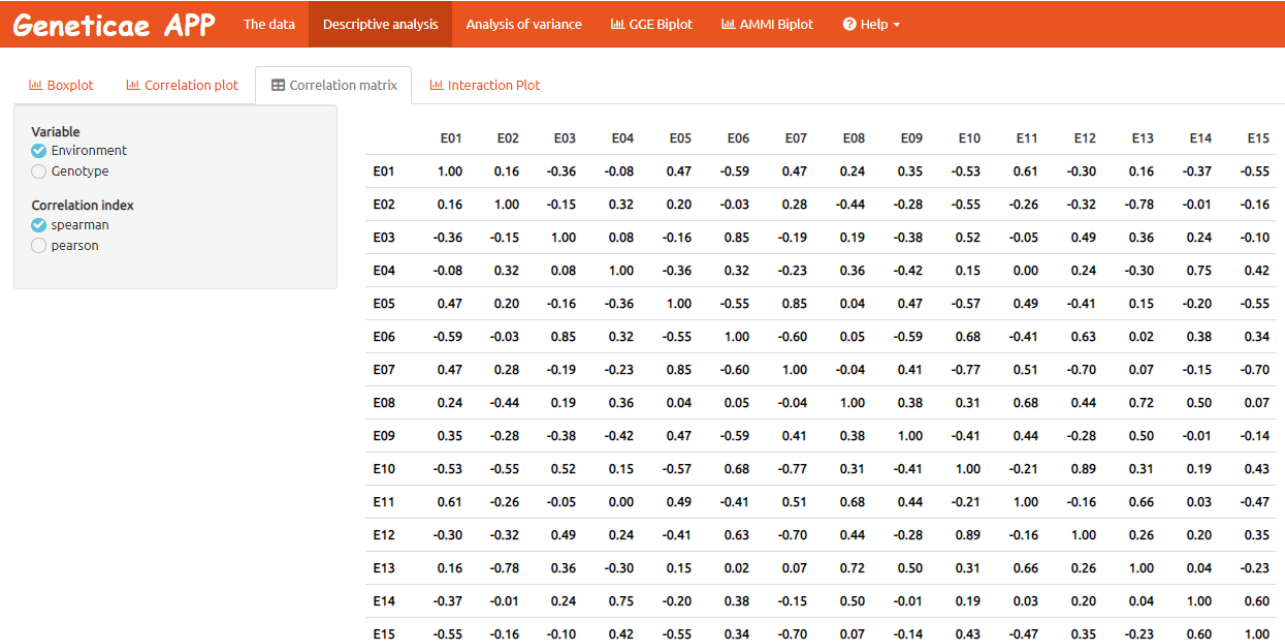 Geneticae APP The data Descriptive analysis Analysis of variance GGE Biplot AMMI Biplot Help
Boxplot Correlation plot Correlation matrix Interaction Plot
Variable
Environment
Genotype
Correlation index
spearman
pearson
E01 E02 E03 E04 E05 E06 E07 E08 E09 E10 E11 E12 E13 E14 E15
E01 1.00 0.16 -0.36 -0.08 0.47 -0.59 0.47 0.24 0.35 -0.53 0.61 -0.30 0.16 -0.37 -0.55
E02 0.16 1.00 -0.15 0.32 0.20 -0.03 0.28 -0.44 -0.28 -0.55 -0.26 -0.32 -0.78 -0.01 -0.16
E03 -0.36 -0.15 1.00 0.08 -0.16 0.85 -0.19 0.19 -0.38 0.52 -0.05 0.49 0.36 0.24 -0.10
E04 -0.08 0.32 0.08 1.00 -0.36 0.32 -0.23 0.36 -0.42 0.15 0.00 0.24 -0.30 0.75 0.42
E05 0.47 0.20 -0.16 -0.36 1.00 -0.55 0.85 0.04 0.47 -0.57 0.49 -0.41 0.15 -0.20 -0.55
E06 -0.59 -0.03 0.85 0.32 -0.55 1.00 -0.60 0.05 -0.59 0.68 -0.41 0.63 0.02 0.38 0.34
E07 0.47 0.28 -0.19 -0.23 0.85 -0.60 1.00 -0.04 0.41 -0.77 0.51 -0.70 0.07 -0.15 -0.70
E08 0.24 -0.44 0.19 0.36 0.04 0.05 -0.04 1.00 0.38 0.31 0.68 0.44 0.72 0.50 0.07
E09 0.35 -0.28 -0.38 -0.42 0.47 -0.59 0.41 0.38 1.00 -0.41 0.44 -0.28 0.50 -0.01 -0.14
E10 -0.53 -0.55 0.52 0.15 -0.57 0.68 -0.77 0.31 -0.41 1.00 -0.21 0.89 0.31 0.19 0.43
E11 0.61 -0.26 -0.05 0.00 0.49 -0.41 0.51 0.68 0.44 -0.21 1.00 -0.16 0.66 0.03 -0.47
E12 -0.30 -0.32 0.49 0.24 -0.41 0.63 -0.70 0.44 -0.28 0.89 -0.16 1.00 0.26 0.20 0.35
E13 0.16 -0.78 0.36 -0.30 0.15 0.02 0.07 0.72 0.50 0.31 0.66 0.26 1.00 0.04 -0.23
E14 -0.37 -0.01 0.24 0.75 -0.20 0.38 -0.15 0.50 -0.01 0.19 0.03 0.20 0.04 1.00 0.60
E15 -0.55 -0.16 -0.10 0.42 -0.55 0.34 -0.70 0.07 -0.14 0.43 -0.47 0.35 -0.23 0.60 1.00